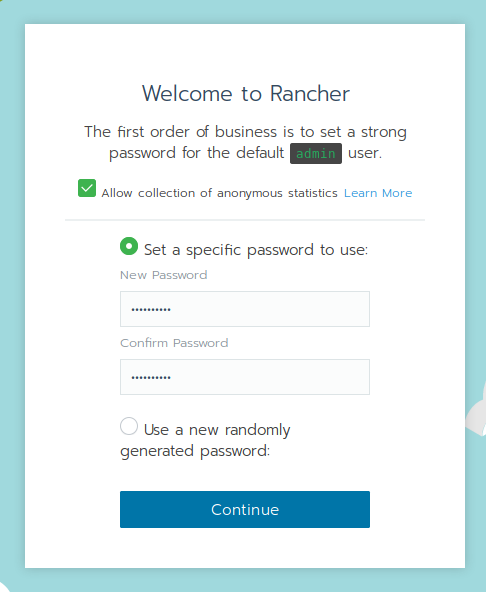 Welcome to Rancher
The first order of business is to set a strong
password for the default admin user.
Allow collection of anonymous statistics Learn More
Set a specific password to use:
New Password
••••••••••
Confirm Password
••••••••••
Use a new randomly
generated password:
Continue